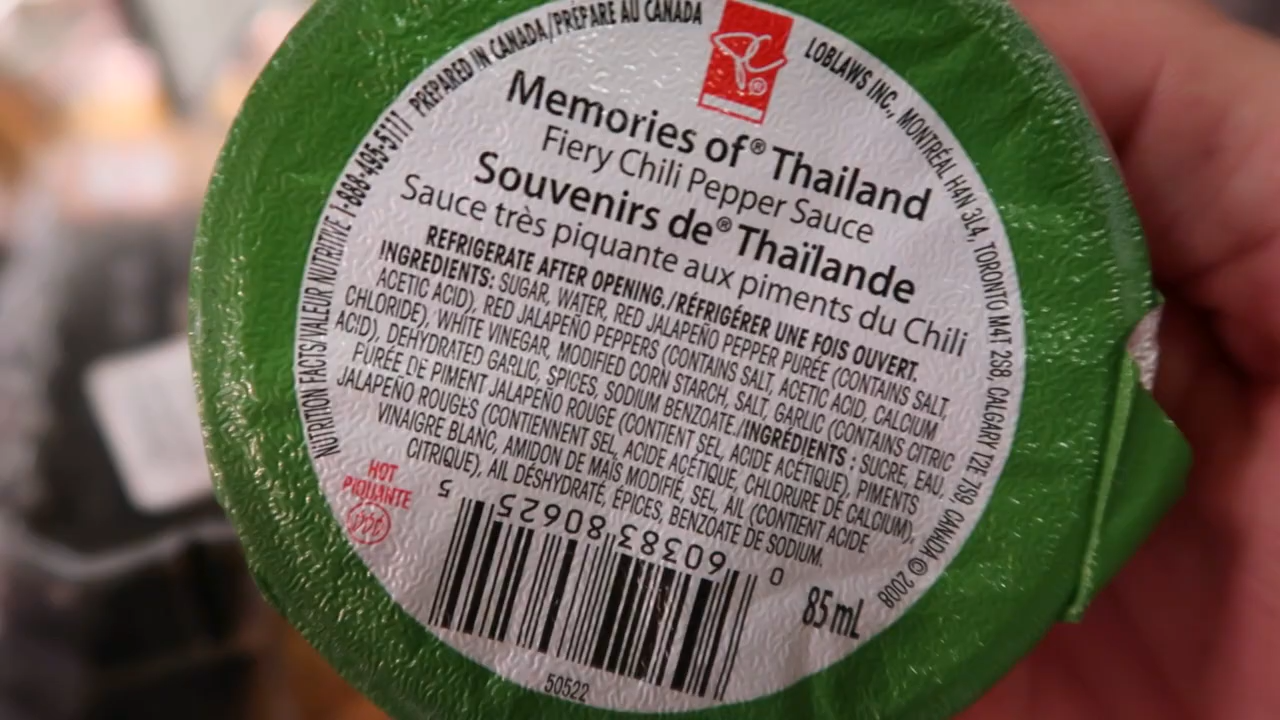 PREPARED IN CANADA/PRÉPARÉ AU CANADA
LOBLAWS INC., MONTRÉAL H4N 3L4, TORONTO M4T 2S8, CALGARY T2E 7S9 CANADA © 2008
NUTRITION FACTS/VALEUR NUTRITIVE 1-888-495-5111
PC®
Memories of® Thailand
Fiery Chili Pepper Sauce
Souvenirs de® Thaïlande
Sauce très piquante aux piments du Chili
REFRIGERATE AFTER OPENING./RÉFRIGÉRER UNE FOIS OUVERT.
INGREDIENTS: SUGAR, WATER, RED JALAPEÑO PEPPER PURÉE (CONTAINS SALT,
ACETIC ACID), RED JALAPEÑO PEPPERS (CONTAINS SALT, ACETIC ACID, CALCIUM
CHLORIDE), WHITE VINEGAR, MODIFIED CORN STARCH, SALT, GARLIC (CONTAINS CITRIC
ACID), DEHYDRATED GARLIC, SPICES, SODIUM BENZOATE./INGRÉDIENTS : SUCRE, EAU,
PURÉE DE PIMENT JALAPEÑO ROUGE (CONTIENT SEL, ACIDE ACÉTIQUE), PIMENTS
JALAPEÑO ROUGES (CONTIENNENT SEL, ACIDE ACÉTIQUE, CHLORURE DE CALCIUM),
VINAIGRE BLANC, AMIDON DE MAÏS MODIFIÉ, SEL, AIL (CONTIENT ACIDE
CITRIQUE), AIL DÉSHYDRATÉ, ÉPICES, BENZOATE DE SODIUM.
HOT
PIQUANTE
HOT
0 60383 80625 5
85 mL
50522